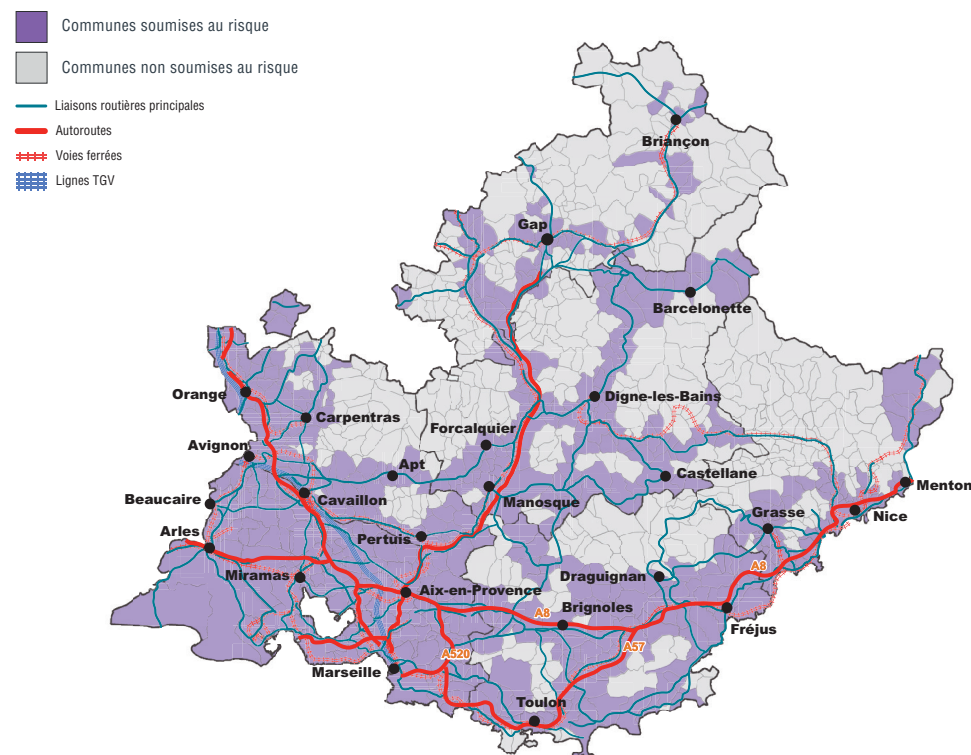 Communes soumises au risque
Communes non soumises au risque
Liaisons routières principales
Autoroutes
Voies ferrées
Lignes TGV
Briançon
Gap
Barcelonette
Orange
Carpentras
Digne-les-Bains
Forcalquier
Avignon
Apt
Castellane
Menton
Beaucaire
Cavaillon
Manosque
Nice
Grasse
Arles
Pertuis
A8
Miramas
Draguignan
Aix-en-Provence
A8
Brignoles
Fréjus
A57
A520
Marseille
Toulon